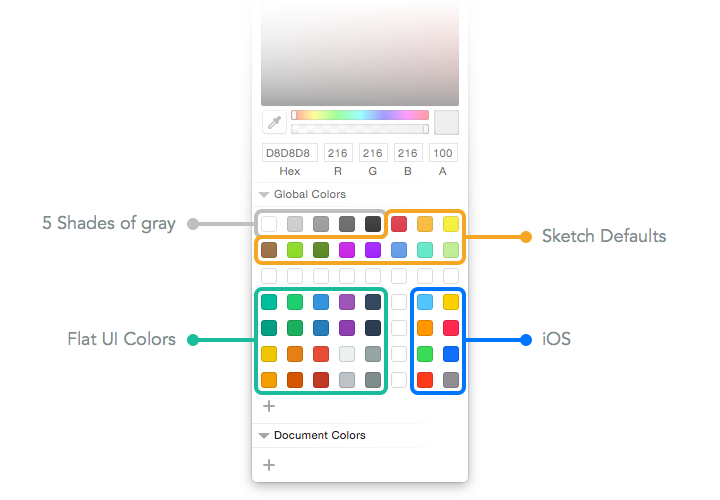 D8D8D8 216 216 216 100
Hex R G B A
Global Colors
5 Shades of gray
Sketch Defaults
Flat UI Colors
iOS
Document Colors